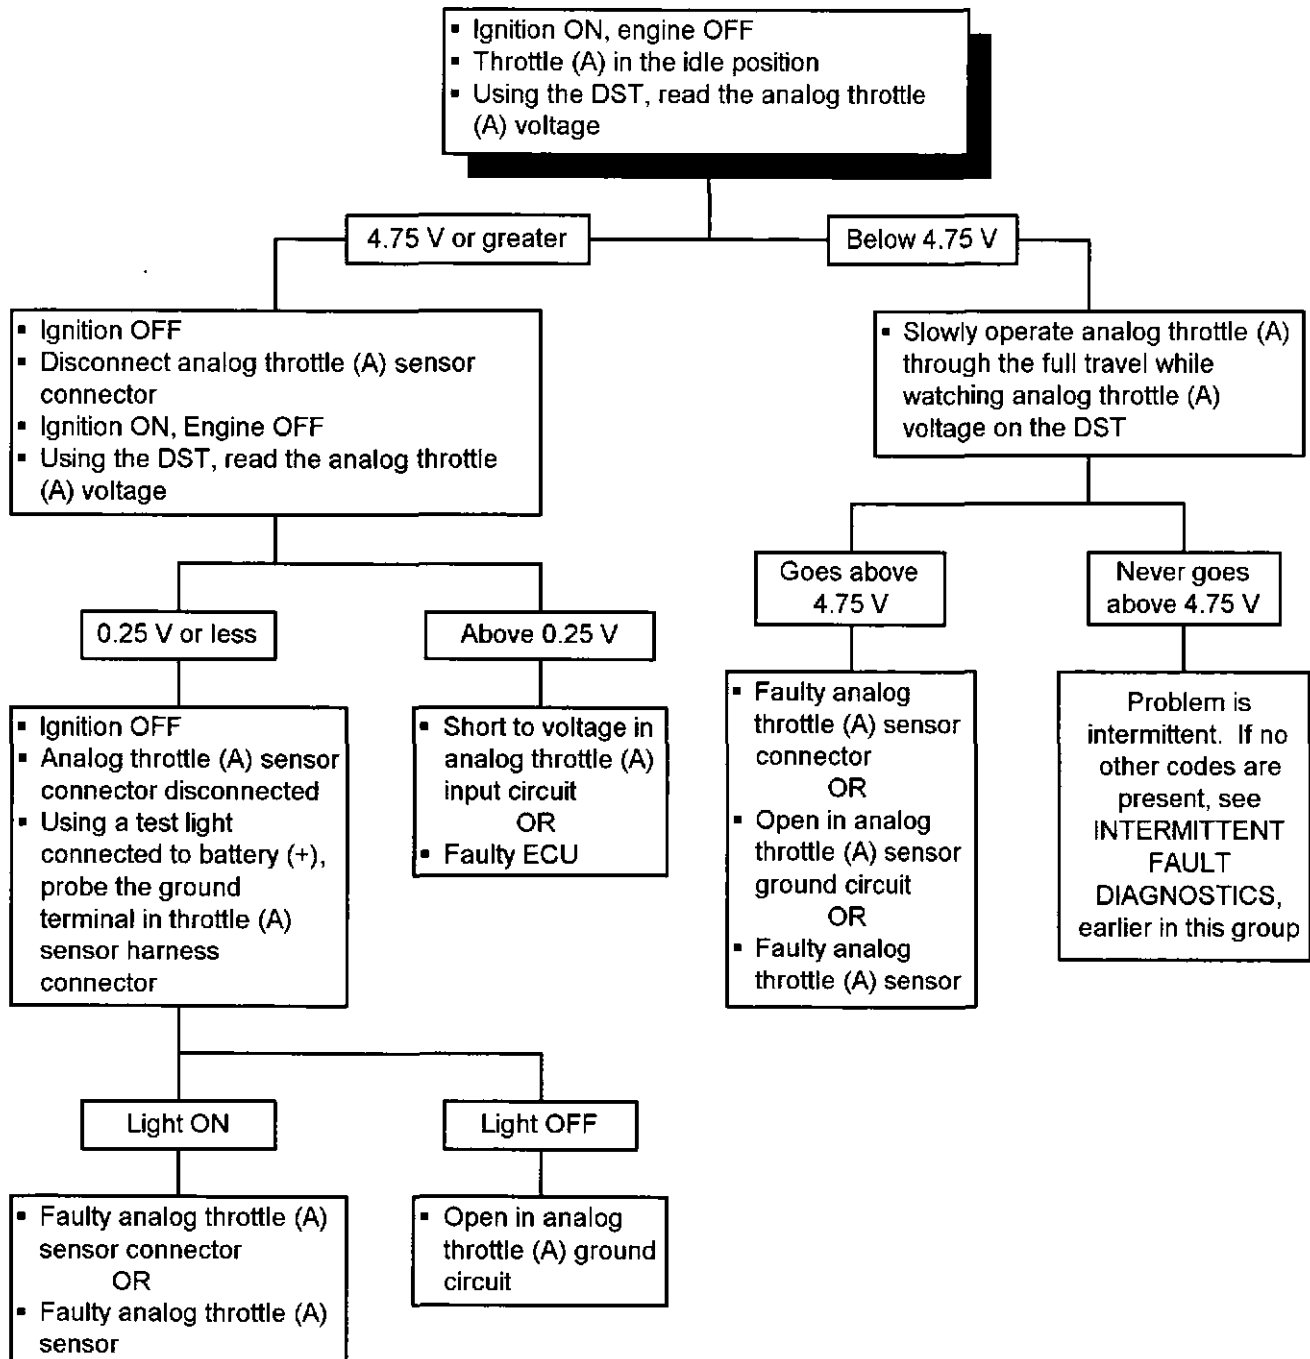 ▪ Ignition ON, engine OFF
▪ Throttle (A) in the idle position
▪ Using the DST, read the analog throttle
(A) voltage
4.75 V or greater
Below 4.75 V
▪ Ignition OFF
▪ Disconnect analog throttle (A) sensor
connector
▪ Ignition ON, Engine OFF
▪ Using the DST, read the analog throttle
(A) voltage
▪ Slowly operate analog throttle (A)
through the full travel while
watching analog throttle (A)
voltage on the DST
0.25 V or less
Above 0.25 V
Goes above
4.75 V
Never goes
above 4.75 V
▪ Ignition OFF
▪ Analog throttle (A) sensor
connector disconnected
▪ Using a test light
connected to battery (+),
probe the ground
terminal in throttle (A)
sensor harness
connector
▪ Short to voltage in
analog throttle (A)
input circuit
OR
▪ Faulty ECU
▪ Faulty analog
throttle (A) sensor
connector
OR
▪ Open in analog
throttle (A) sensor
ground circuit
OR
▪ Faulty analog
throttle (A) sensor
Problem is
intermittent. If no
other codes are
present, see
INTERMITTENT
FAULT
DIAGNOSTICS,
earlier in this group
Light ON
Light OFF
▪ Faulty analog throttle (A)
sensor connector
OR
▪ Faulty analog throttle (A)
sensor
▪ Open in analog
throttle (A) ground
circuit